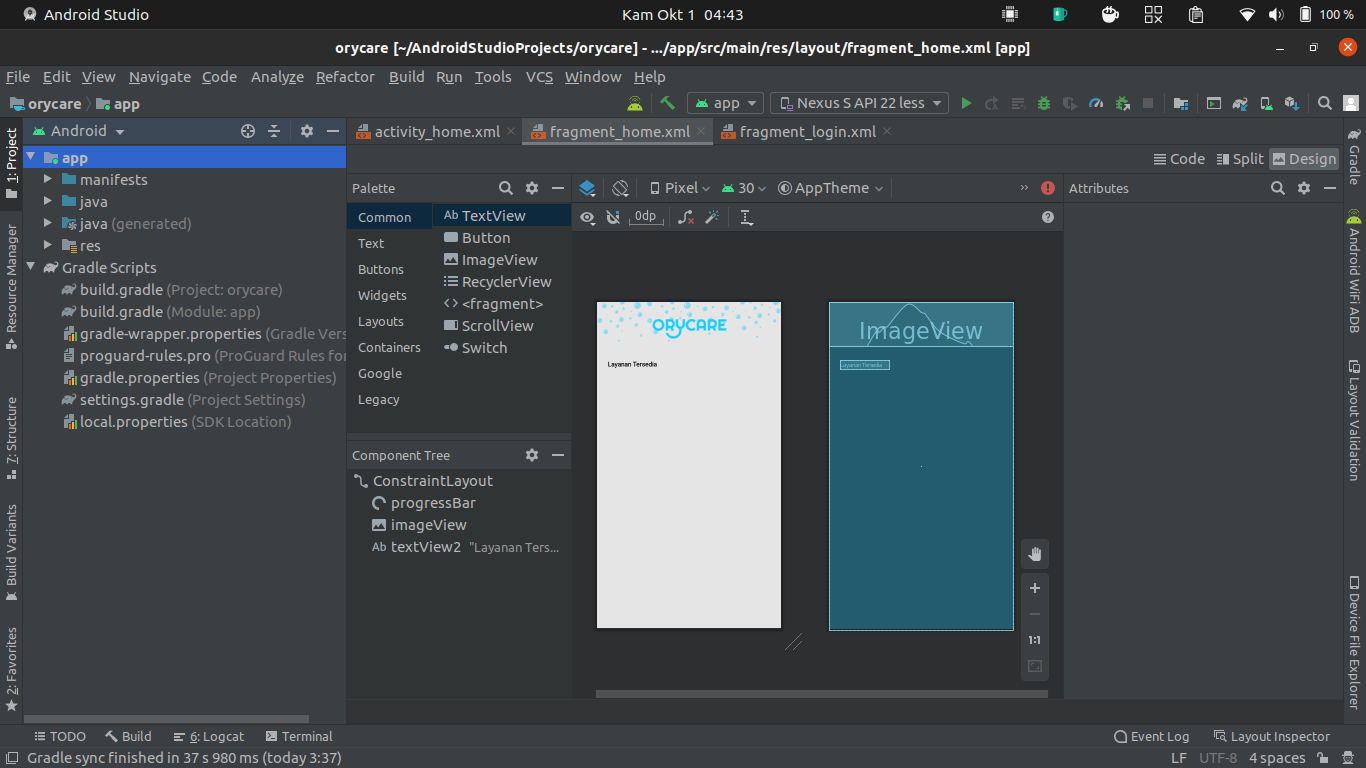 Android Studio
Kam Okt 1 04:43
100 %
orycare [~/AndroidStudioProjects/orycare] - .../app/src/main/res/layout/fragment_home.xml [app]
File Edit View Navigate Code Analyze Refactor Build Run Tools VCS Window Help
orycare app
app
Nexus S API 22 less
1: Project
Resource Manager
7: Structure
Build Variants
2: Favorites
Android
app
manifests
java
java (generated)
res
Gradle Scripts
build.gradle (Project: orycare)
build.gradle (Module: app)
gradle-wrapper.properties (Gradle Vers
proguard-rules.pro (ProGuard Rules for
gradle.properties (Project Properties)
settings.gradle (Project Settings)
local.properties (SDK Location)
activity_home.xml
fragment_home.xml
fragment_login.xml
Code Split Design
Palette
Common
Text
Buttons
Widgets
Layouts
Containers
Google
Legacy
Ab TextView
Button
ImageView
RecyclerView
<> <fragment>
ScrollView
Switch
Component Tree
ConstraintLayout
progressBar
imageView
Ab textView2 "Layanan Ters...
Pixel 30 AppTheme
0dp
ORYCARE
Layanan Tersedia
ImageView
Layanan Tersedia
1:1
Attributes
Gradle
Android WiFi ADB
Layout Validation
Device File Explorer
TODO Build 6: Logcat Terminal
Event Log Layout Inspector
Gradle sync finished in 37 s 980 ms (today 3:37)
LF UTF-8 4 spaces